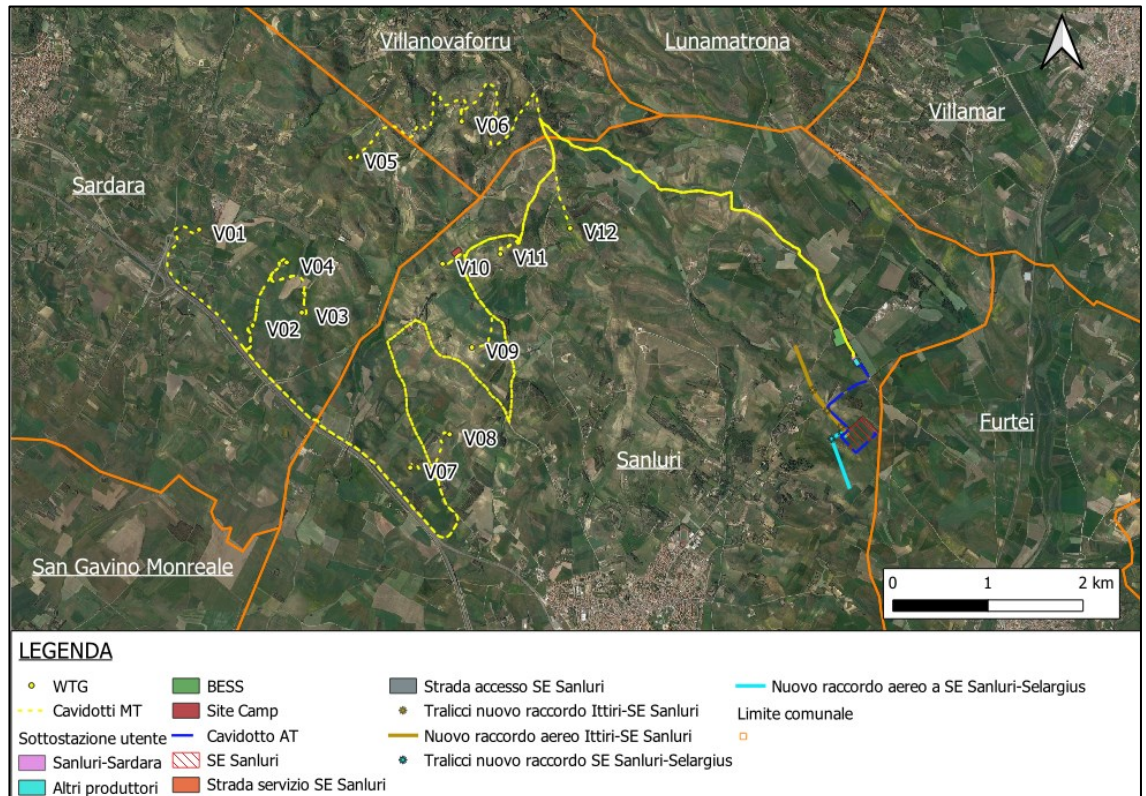 Villanovaforru
Lunamatrona
Villamar
V06
V05
Sardara
V01
V12
V11
V04
V10
V03
V02
V09
V08
Sanluri
Furtei
V07
San Gavino Monreale
0 1 2 km
LEGENDA
WTG
Cavidotti MT
Sottostazione utente
Sanluri-Sardara
Altri produttori
BESS
Site Camp
Cavidotto AT
SE Sanluri
Strada servizio SE Sanluri
Strada accesso SE Sanluri
Tralicci nuovo raccordo Ittiri-SE Sanluri
Nuovo raccordo aereo Ittiri-SE Sanluri
Tralicci nuovo raccordo SE Sanluri-Selargius
Nuovo raccordo aereo a SE Sanluri-Selargius
Limite comunale